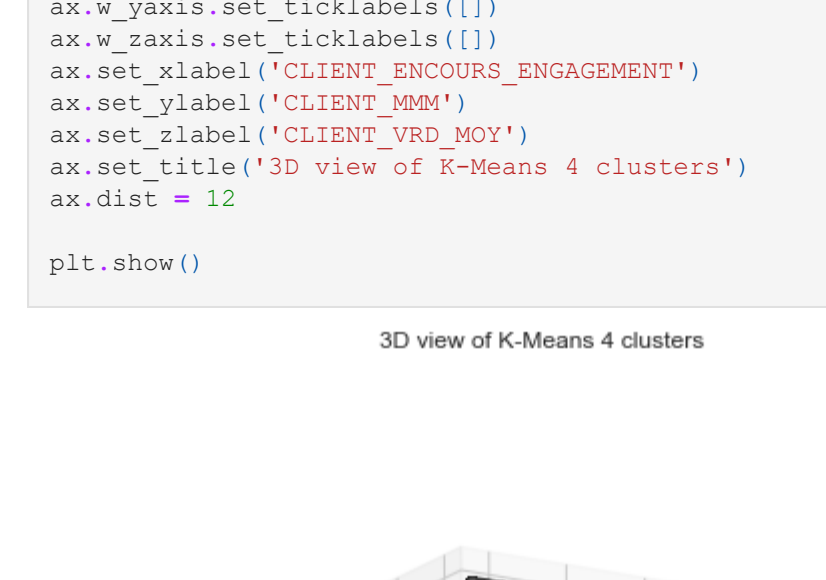 ax.w_yaxis.set_ticklabels([])
ax.w_zaxis.set_ticklabels([])
ax.set_xlabel('CLIENT_ENCOURS_ENGAGEMENT')
ax.set_ylabel('CLIENT_MMM')
ax.set_zlabel('CLIENT_VRD_MOY')
ax.set_title('3D view of K-Means 4 clusters')
ax.dist = 12
plt.show()
3D view of K-Means 4 clusters